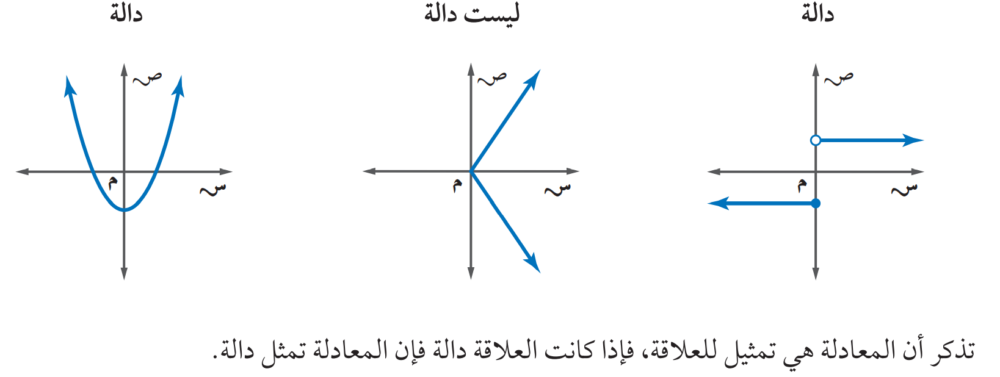 دالة
ليست دالة
دالة
ص
ص
ص
م
س
م
س
م
س
تذكر أن المعادلة هي تمثيل للعلاقة، فإذا كانت العلاقة دالة فإن المعادلة تمثل دالة.